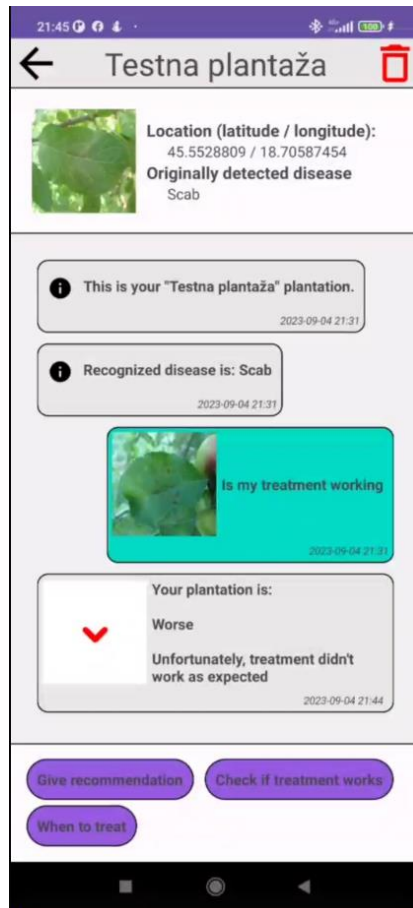 21:45
100
Testna plantaža
Location (latitude / longitude):
45.5528809 / 18.70587454
Originally detected disease
Scab
This is your "Testna plantaža" plantation.
2023-09-04 21:31
Recognized disease is: Scab
2023-09-04 21:31
Is my treatment working
2023-09-04 21:31
Your plantation is:
Worse
Unfortunately, treatment didn't
work as expected
2023-09-04 21:44
Give recommendation
Check if treatment works
When to treat